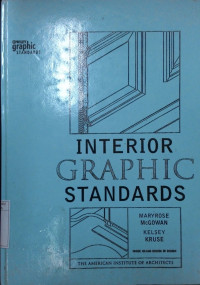 graphic
INTERIOR
GRAPHIC
STANDARDS
MARYROSE
McGOWAN
KELSEY
KRUSE
THE AMERICAN INSTITUTE OF ARCHITECTS